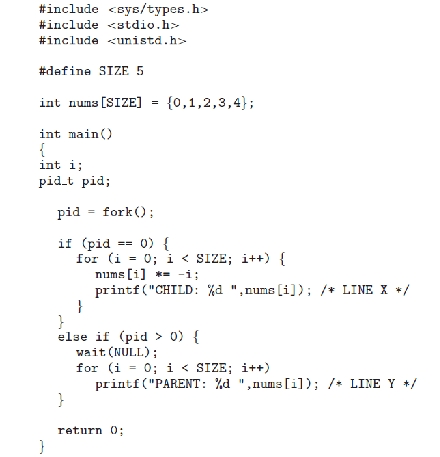 #include <sys/types.h>
#include <stdio.h>
#include <unistd.h>
#define SIZE 5
int nums[SIZE] = {0,1,2,3,4};
int main()
{
int i;
pid_t pid;
pid = fork();
if (pid == 0) {
for (i = 0; i < SIZE; i++) {
nums[i] *= -i;
printf("CHILD: %d ",nums[i]); /* LINE X */
}
}
else if (pid > 0) {
wait(NULL);
for (i = 0; i < SIZE; i++)
printf("PARENT: %d ",nums[i]); /* LINE Y */
}
return 0;
}